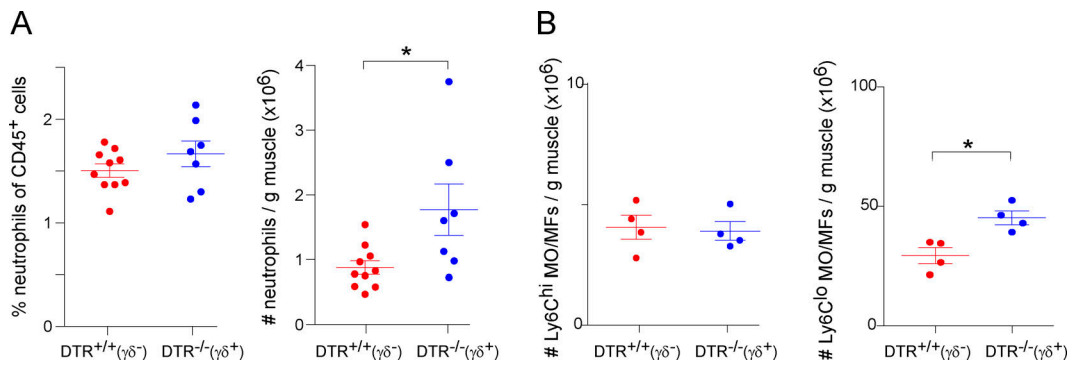 A
B
% neutrophils of CD45⁺ cells
2
1
0
DTR⁺/⁺(γδ⁻)
DTR⁻/⁻(γδ⁺)
# neutrophils / g muscle (x10⁶)
*
4
3
2
1
0
DTR⁺/⁺(γδ⁻)
DTR⁻/⁻(γδ⁺)
# Ly6Cʰⁱ MO/MFs / g muscle (x10⁶)
10
5
0
DTR⁺/⁺(γδ⁻)
DTR⁻/⁻(γδ⁺)
# Ly6Cˡᵒ MO/MFs / g muscle (x10⁶)
*
100
50
0
DTR⁺/⁺(γδ⁻)
DTR⁻/⁻(γδ⁺)